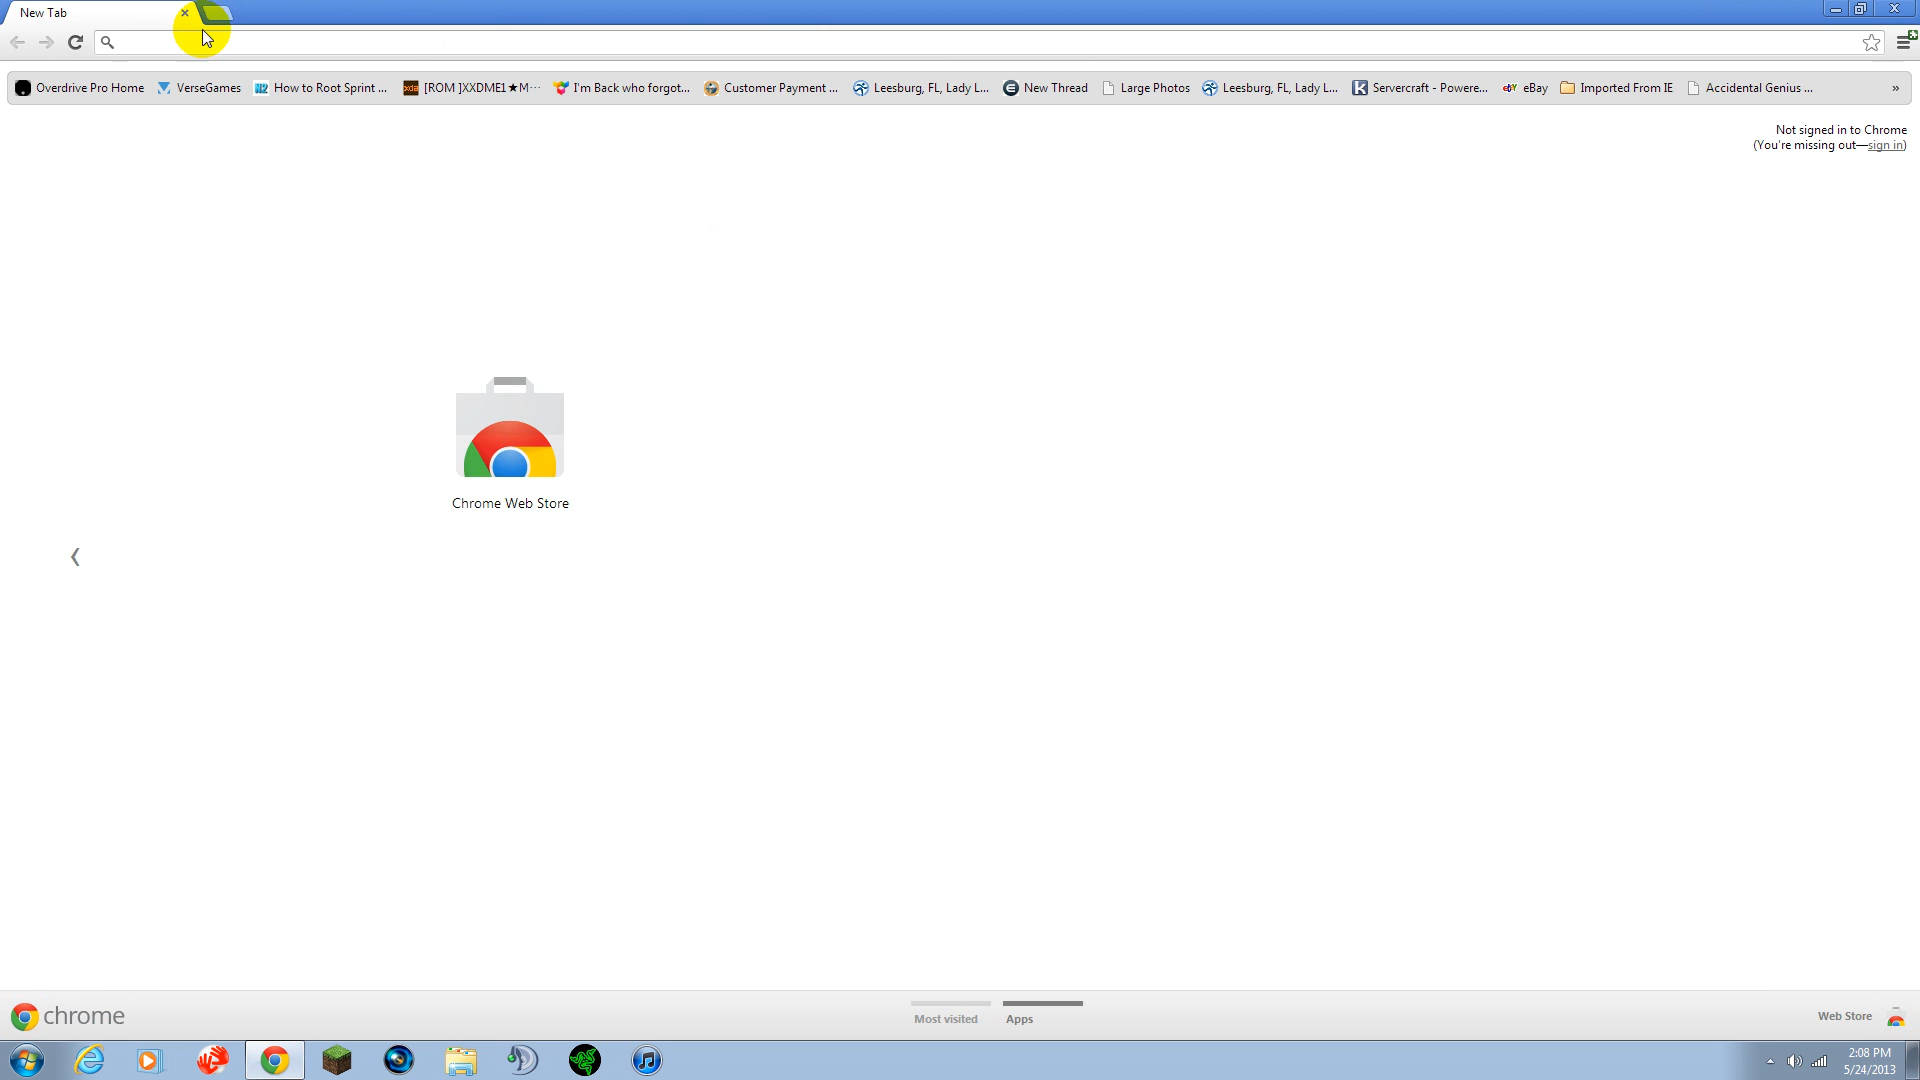 New Tab
Overdrive Pro Home VerseGames How to Root Sprint ... [ROM ]XXDME1★M··· I'm Back who forgot... Customer Payment ... Leesburg, FL, Lady L... New Thread Large Photos Leesburg, FL, Lady L... Servercraft - Powere... eBay Imported From IE Accidental Genius ... »
Not signed in to Chrome
(You're missing out—sign in)
Chrome Web Store
chrome
Most visited Apps
Web Store
2:08 PM
5/24/2013